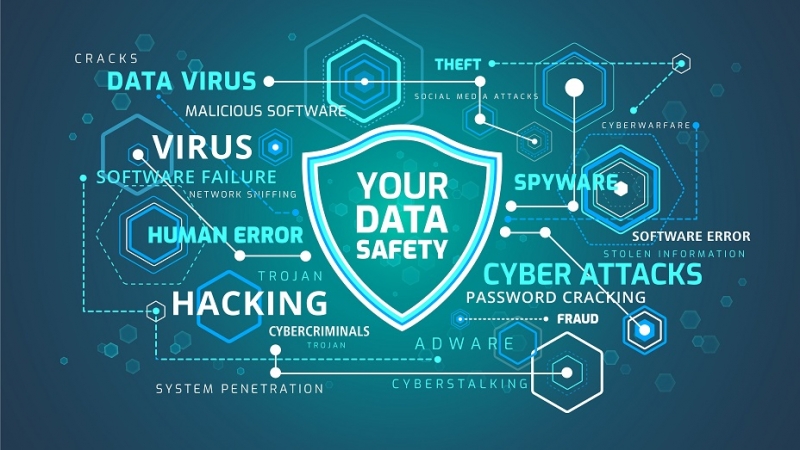 CRACKS
DATA VIRUS
MALICIOUS SOFTWARE
VIRUS
SOFTWARE FAILURE
NETWORK SNIFFING
HUMAN ERROR
TROJAN
HACKING
CYBERCRIMINALS
TROJAN
SYSTEM PENETRATION
YOUR
DATA
SAFETY
THEFT
SOCIAL MEDIA ATTACKS
CYBERWARFARE
SPYWARE
SOFTWARE ERROR
STOLEN INFORMATION
CYBER ATTACKS
PASSWORD CRACKING
FRAUD
ADWARE
CYBERSTALKING